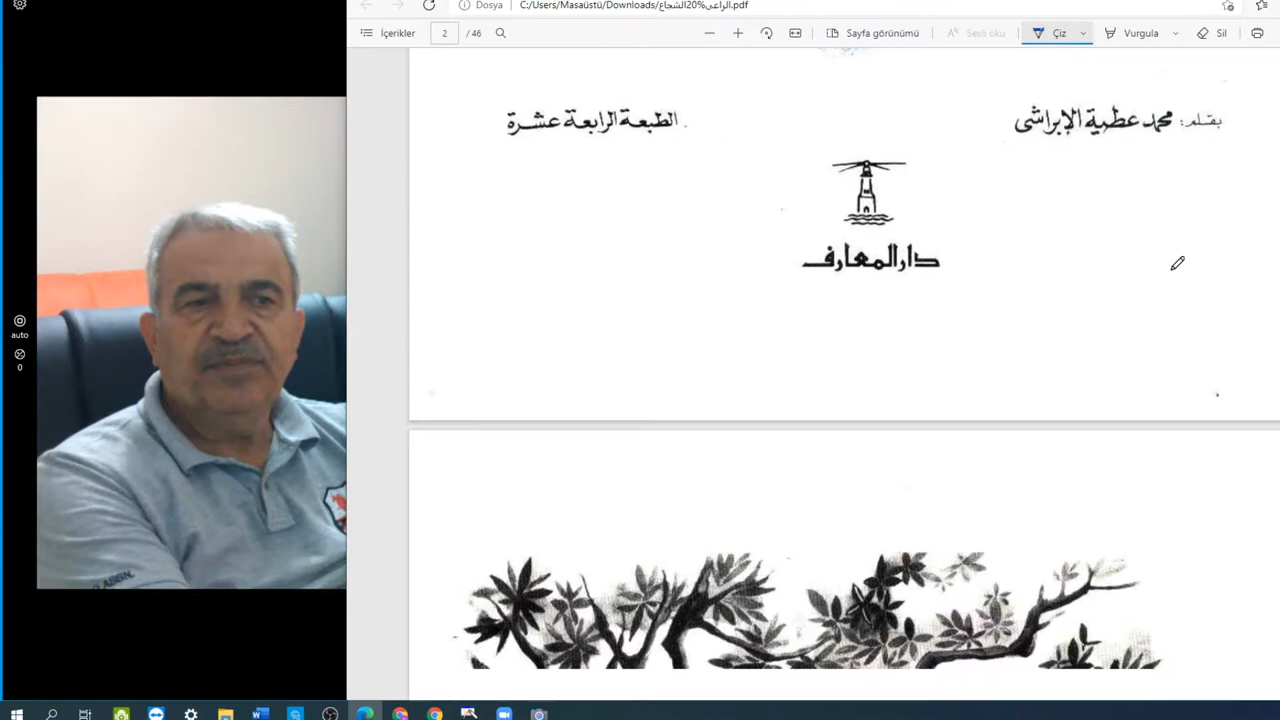 Dosya
C:/Users/Masaüstü/Downloads/الراعى%20الشجاع.pdf
İçerikler
2
/ 46
Sayfa görünümü
Sesli oku
Çiz
Vurgula
Sil
بقلم: محمد عطية الإبراشى
الطبعة الرابعة عشرة
دار المعارف
auto
0